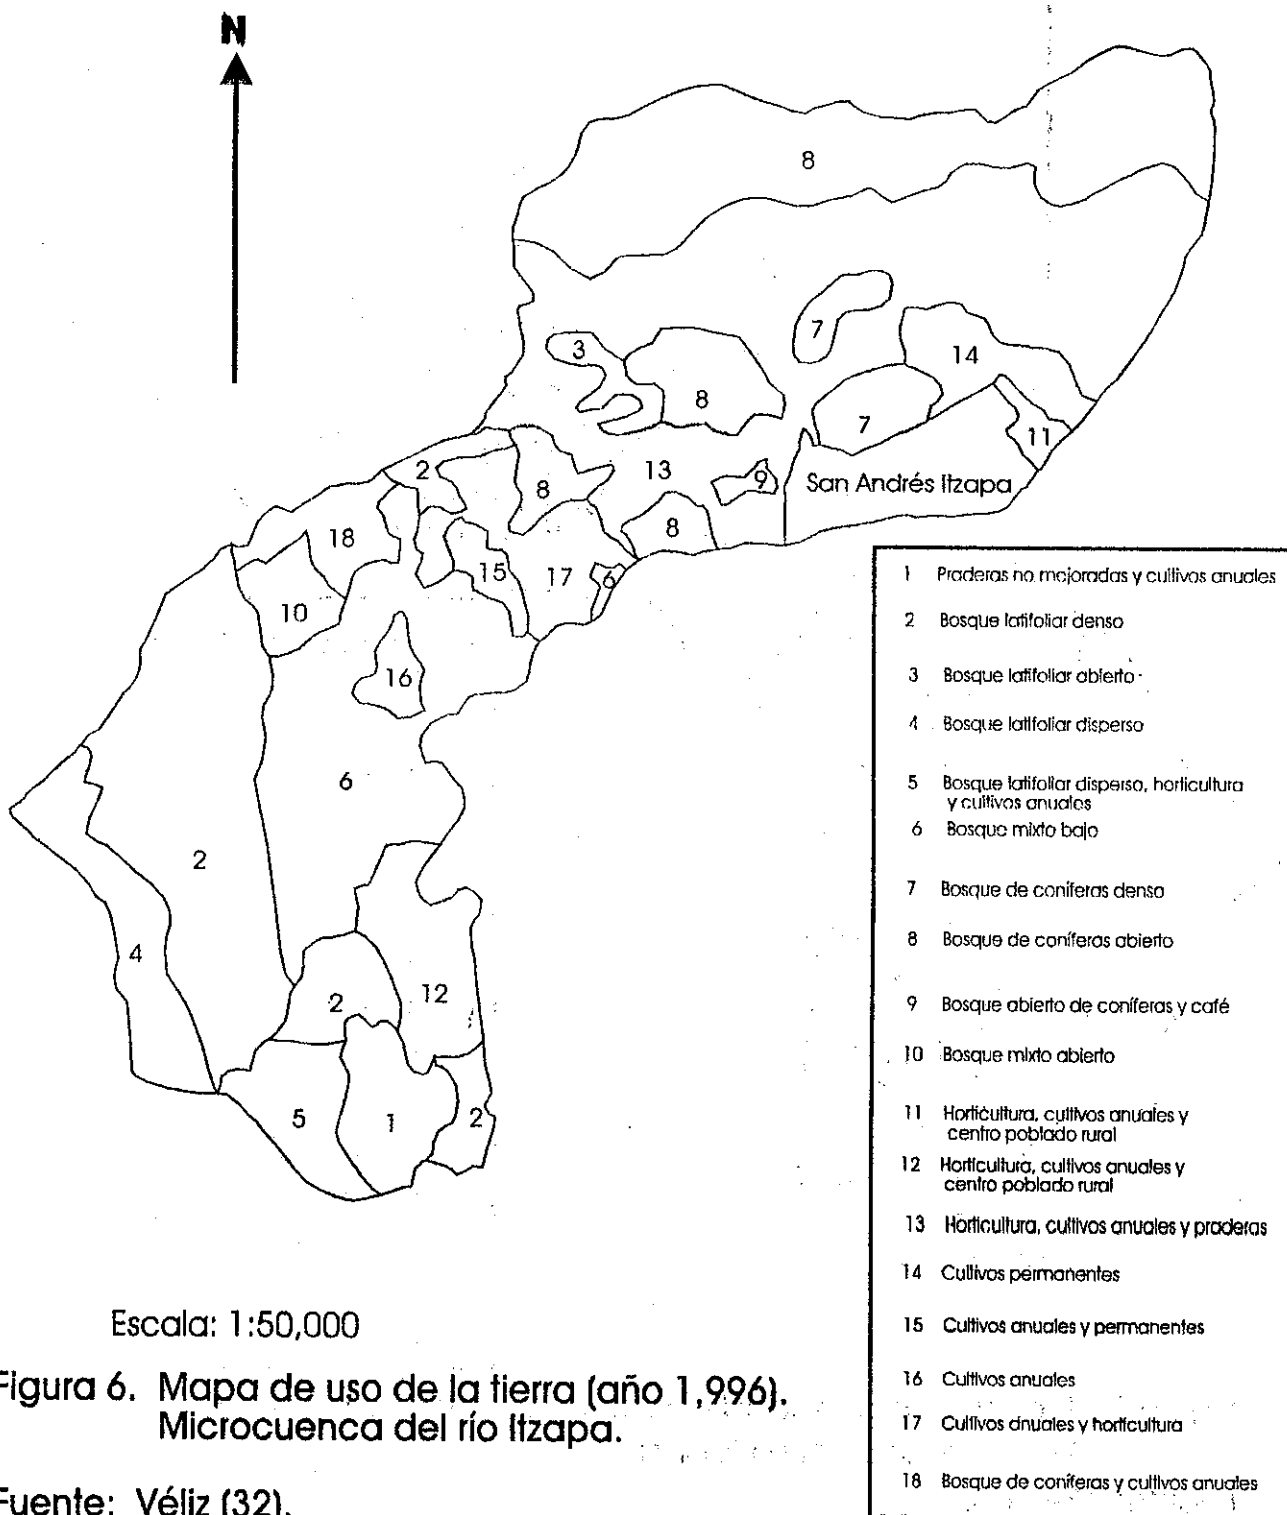 N
8
7
3
14
8
7
11
13
2
8
9
San Andrés Itzapa
8
18
15
17
6
10
16
6
2
4
2
12
5
1
2
1 Praderas no mejoradas y cultivos anuales
2 Bosque latifoliar denso
3 Bosque latifoliar abierto
4 Bosque latifoliar disperso
5 Bosque latifoliar disperso, horticultura
y cultivos anuales
6 Bosque mixto bajo
7 Bosque de coníferas denso
8 Bosque de coníferas abierto
9 Bosque abierto de coníferas y café
10 Bosque mixto abierto
11 Horticultura, cultivos anuales y
centro poblado rural
12 Horticultura, cultivos anuales y
centro poblado rural
13 Horticultura, cultivos anuales y praderas
14 Cultivos permanentes
15 Cultivos anuales y permanentes
16 Cultivos anuales
17 Cultivos anuales y horticultura
18 Bosque de coníferas y cultivos anuales
Escala: 1:50,000
Figura 6. Mapa de uso de la tierra (año 1,996).
Microcuenca del río Itzapa.
Fuente: Véliz (32).